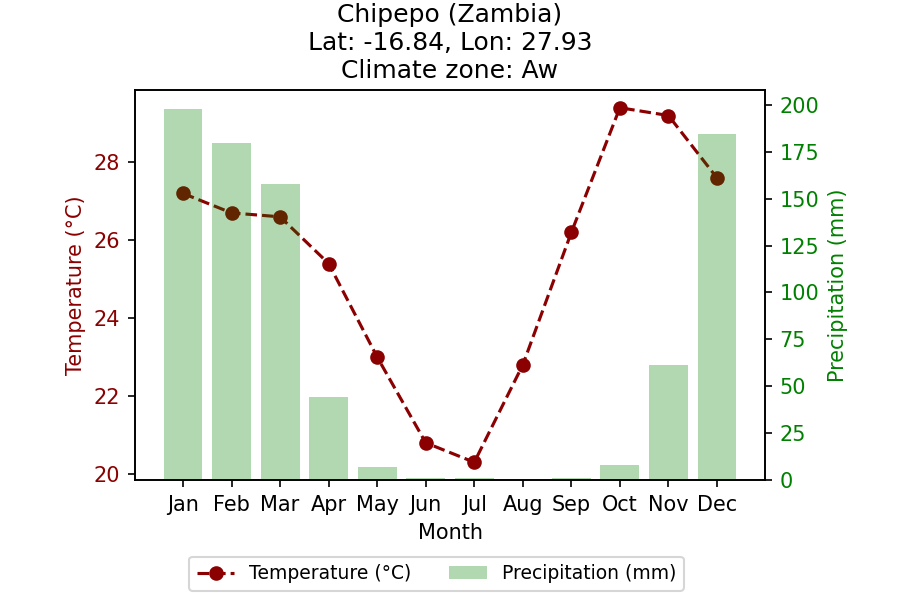 Chipepo (Zambia)
Lat: -16.84, Lon: 27.93
Climate zone: Aw
Temperature (°C)
28
26
24
22
20
200
175
150
125
100
75
50
25
0
Precipitation (mm)
Jan Feb Mar Apr May Jun Jul Aug Sep Oct Nov Dec
Month
Temperature (°C) Precipitation (mm)